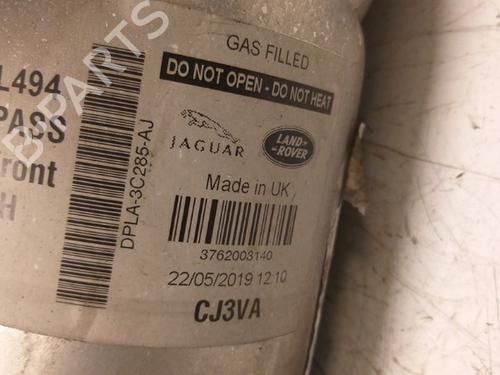 GAS FILLED
DO NOT OPEN - DO NOT HEAT
L494
PASS
ront
H
DPLA-3C285-AJ
JAGUAR
LAND ROVER
Made in UK
3762003140
22/05/2019 12:10
CJ3VA